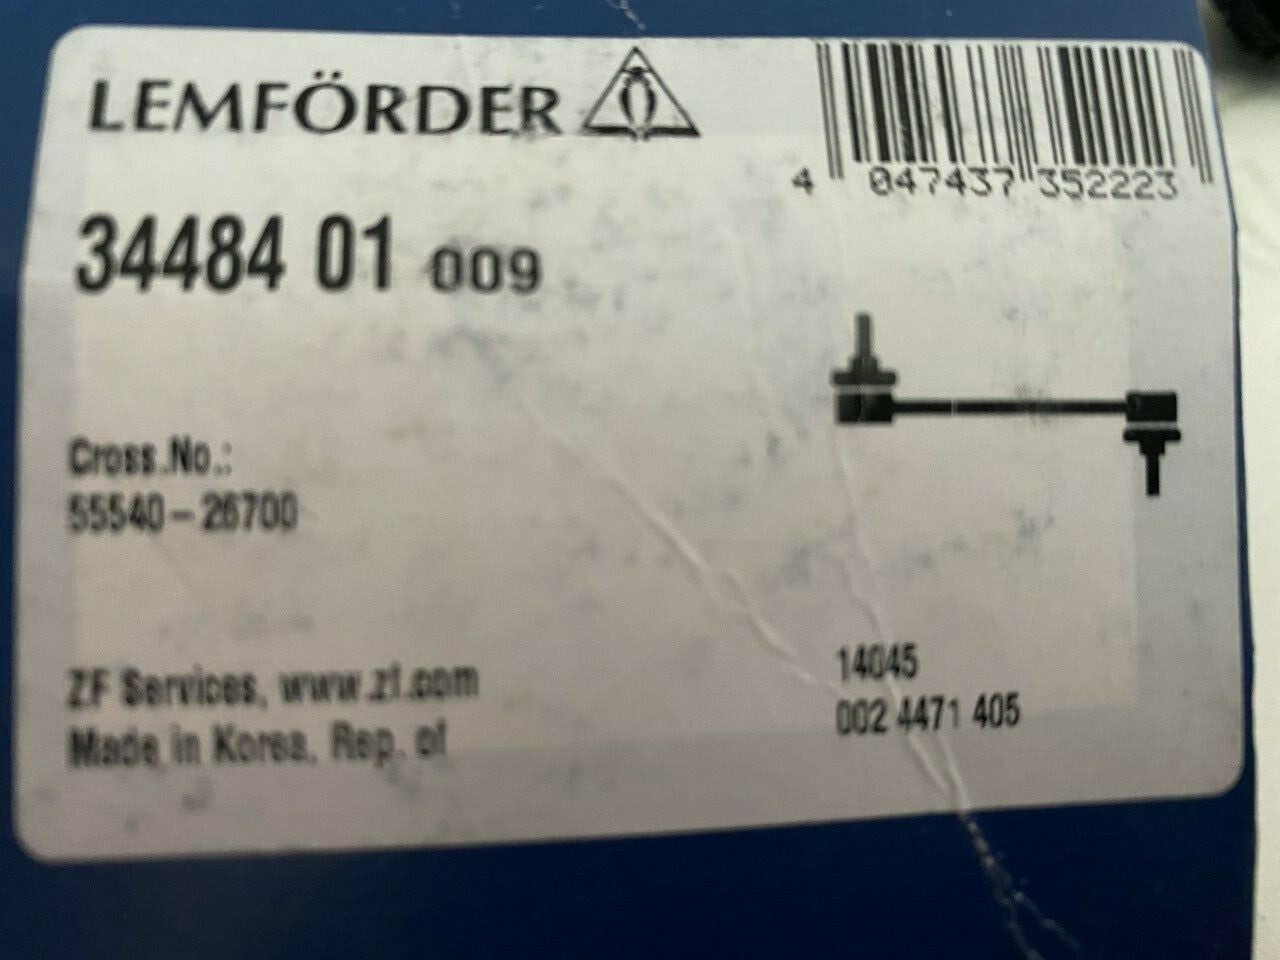 LEMFÖRDER
4 047437 352223
34484 01 009
Cross.No.:
55540-26700
ZF Services, www.zf.com
Made in Korea, Rep. of
14045
002 4471 405